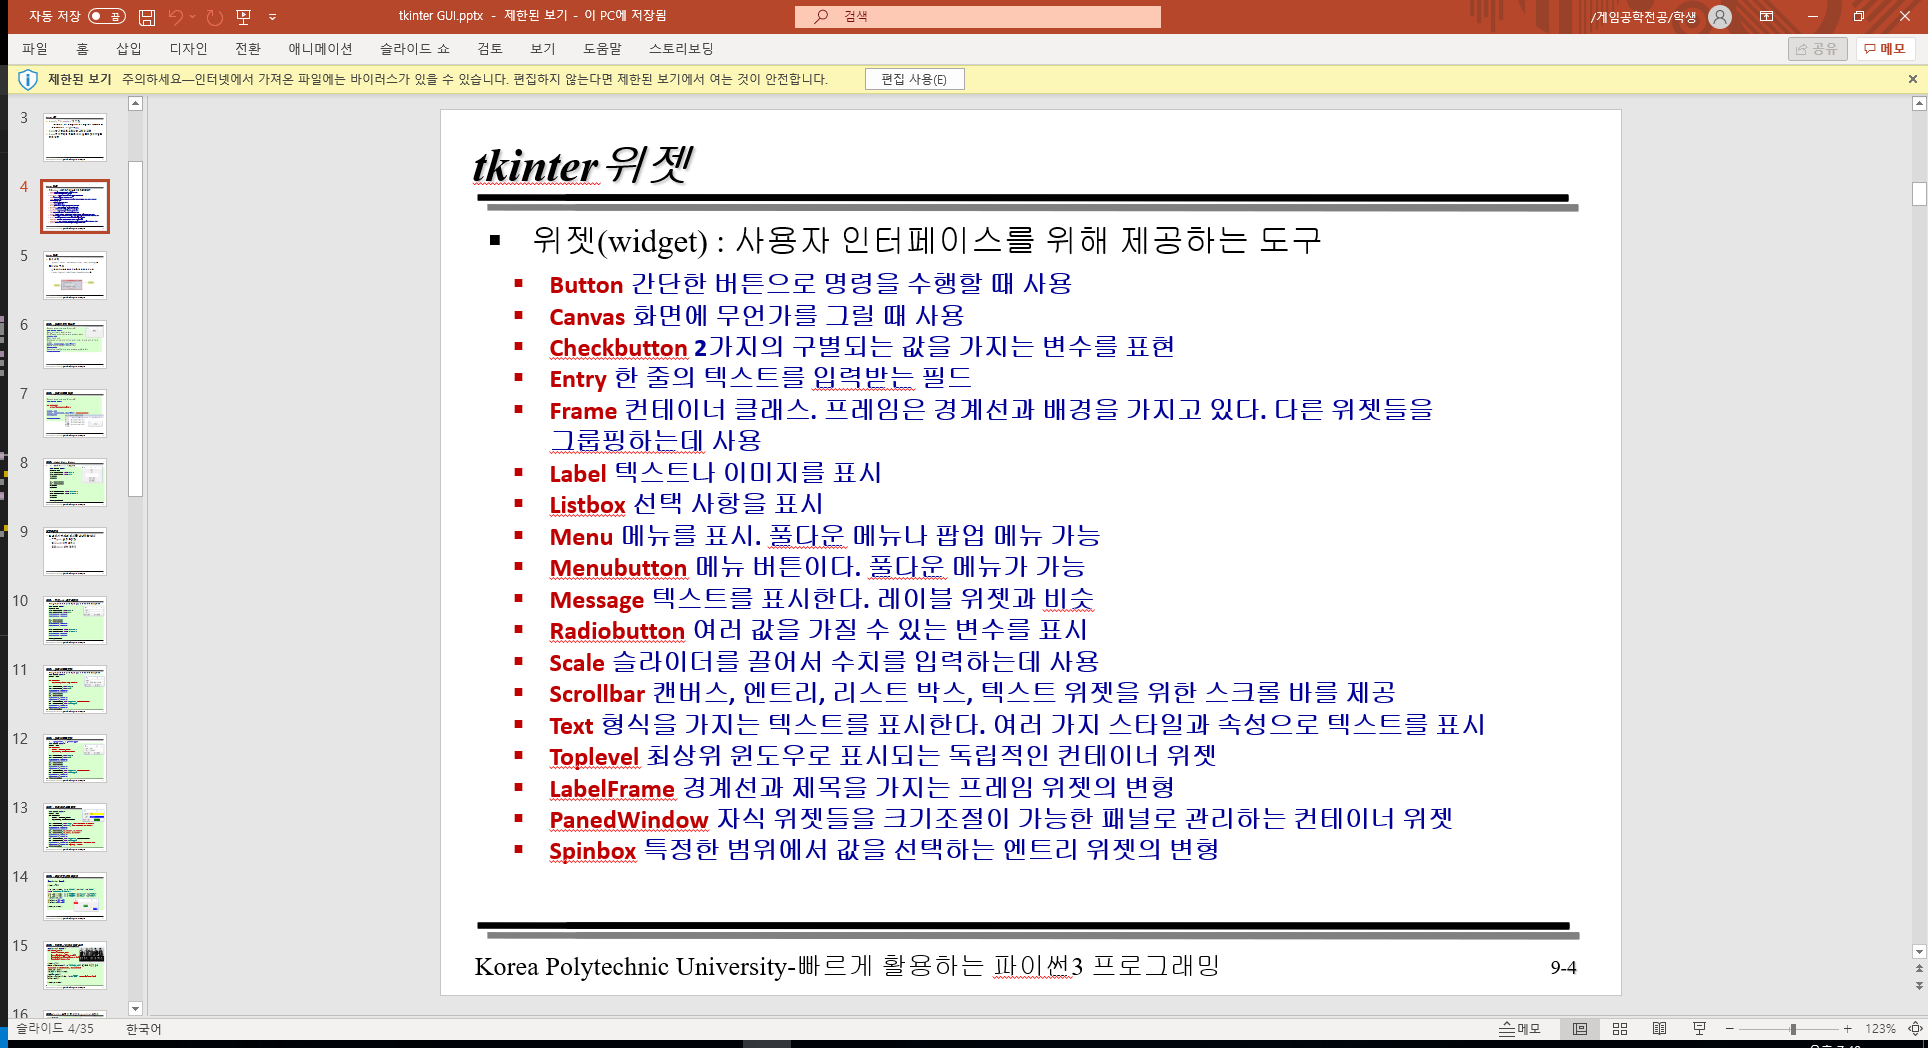 자동 저장 끔 tkinter GUI.pptx - 제한된 보기 - 이 PC에 저장됨 검색 /게임공학전공/학생
파일 홈 삽입 디자인 전환 애니메이션 슬라이드 쇼 검토 보기 도움말 스토리보딩 공유 메모
제한된 보기 주의하세요—인터넷에서 가져온 파일에는 바이러스가 있을 수 있습니다. 편집하지 않는다면 제한된 보기에서 여는 것이 안전합니다. 편집 사용(E)
3
4
5
6
7
8
9
10
11
12
13
14
15
16
tkinter위젯
위젯(widget) : 사용자 인터페이스를 위해 제공하는 도구
Button 간단한 버튼으로 명령을 수행할 때 사용
Canvas 화면에 무언가를 그릴 때 사용
Checkbutton 2가지의 구별되는 값을 가지는 변수를 표현
Entry 한 줄의 텍스트를 입력받는 필드
Frame 컨테이너 클래스. 프레임은 경계선과 배경을 가지고 있다. 다른 위젯들을
그룹핑하는데 사용
Label 텍스트나 이미지를 표시
Listbox 선택 사항을 표시
Menu 메뉴를 표시. 풀다운 메뉴나 팝업 메뉴 가능
Menubutton 메뉴 버튼이다. 풀다운 메뉴가 가능
Message 텍스트를 표시한다. 레이블 위젯과 비슷
Radiobutton 여러 값을 가질 수 있는 변수를 표시
Scale 슬라이더를 끌어서 수치를 입력하는데 사용
Scrollbar 캔버스, 엔트리, 리스트 박스, 텍스트 위젯을 위한 스크롤 바를 제공
Text 형식을 가지는 텍스트를 표시한다. 여러 가지 스타일과 속성으로 텍스트를 표시
Toplevel 최상위 윈도우로 표시되는 독립적인 컨테이너 위젯
LabelFrame 경계선과 제목을 가지는 프레임 위젯의 변형
PanedWindow 자식 위젯들을 크기조절이 가능한 패널로 관리하는 컨테이너 위젯
Spinbox 특정한 범위에서 값을 선택하는 엔트리 위젯의 변형
Korea Polytechnic University-빠르게 활용하는 파이썬3 프로그래밍 9-4
슬라이드 4/35 한국어 메모 123%